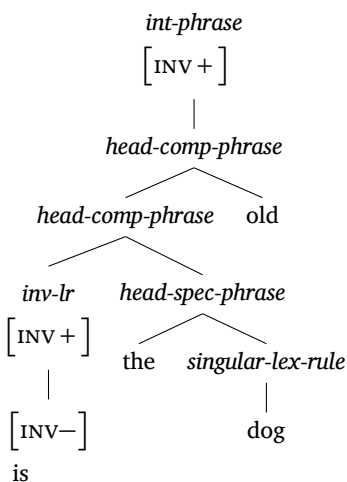 int-phrase
[INV +]
head-comp-phrase
head-comp-phrase old
inv-lr head-spec-phrase
[INV +]
the singular-lex-rule
[INV−] dog
is